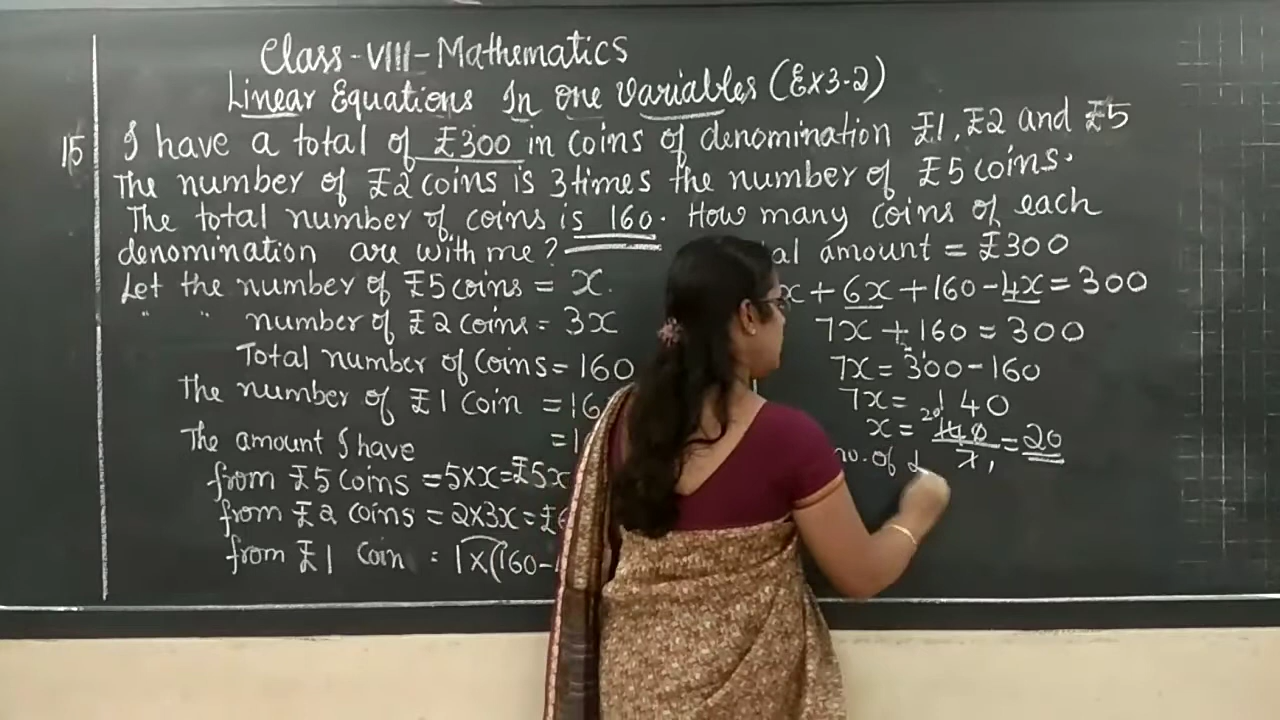 Class-VIII-Mathematics
Linear Equations In one Variables (Ex3-2)
15 I have a total of ₹300 in coins of denomination ₹1, ₹2 and ₹5
The number of ₹2 coins is 3 times the number of ₹5 coins.
The total number of coins is 160. How many coins of each
denomination are with me?
Let the number of ₹5 coins = x.
" " number of ₹2 coins = 3x
Total number of coins = 160
The number of ₹1 coin = 16
=1
The amount I have
from ₹5 coins = 5×x=₹5x
from ₹2 coins = 2×3x=₹6
from ₹1 coin = 1×(160-
amount = ₹300
x + 6x + 160 - 4x = 300
7x + 160 = 300
7x = 300 - 160
7x = 140
x = 140/7 = 20
no. of